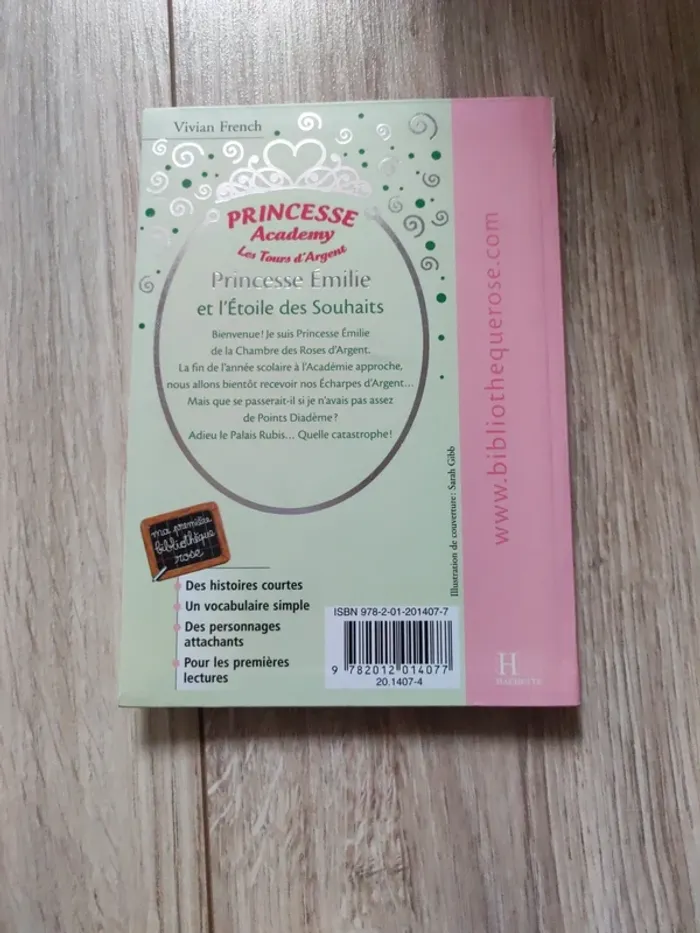 Vivian French
PRINCESSE
Academy
Les Tours d'Argent
Princesse Émilie
et l'Étoile des Souhaits
Bienvenue! Je suis Princesse Émilie
de la Chambre des Roses d'Argent.
La fin de l'année scolaire à l'Académie approche,
nous allons bientôt recevoir nos Écharpes d'Argent...
Mais que se passerait-il si je n'avais pas assez
de Points Diadème?
Adieu le Palais Rubis... Quelle catastrophe!
Illustration de couverture: Sarah Gibb
ma première
bibliothèque
rose
Des histoires courtes
Un vocabulaire simple
Des personnages
attachants
Pour les premières
lectures
ISBN 978-2-01-201407-7
9 782012 014077
20.1407-4
www.bibliothequerose.com
H
HACHETTE